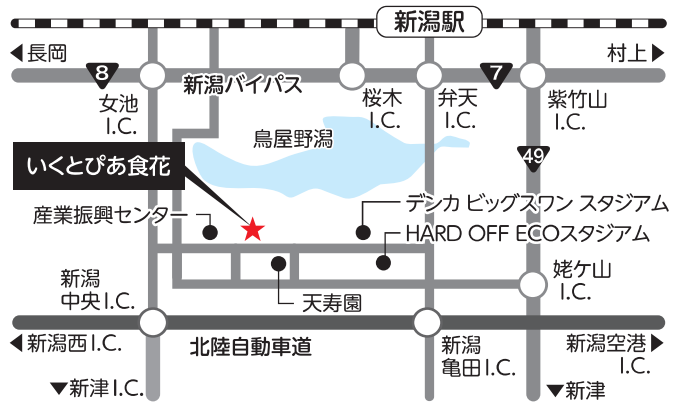 新潟駅
長岡
村上
8
7
新潟バイパス
女池
I.C.
桜木
I.C.
弁天
I.C.
紫竹山
I.C.
鳥屋野潟
49
いくとぴあ食花
産業振興センター
デンカ ビッグスワン スタジアム
HARD OFF ECOスタジアム
新潟
中央I.C.
天寿園
姥ケ山
I.C.
新潟西I.C.
北陸自動車道
新潟
亀田I.C.
新潟空港
I.C.
新津I.C.
新津